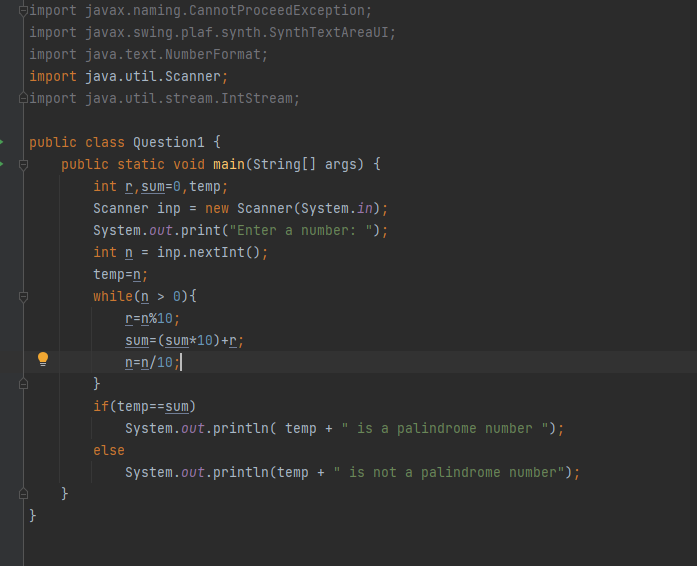 import javax.naming.CannotProceedException;
import javax.swing.plaf.synth.SynthTextAreaUI;
import java.text.NumberFormat;
import java.util.Scanner;
import java.util.stream.IntStream;
public class Question1 {
public static void main(String[] args) {
int r,sum=0,temp;
Scanner inp = new Scanner(System.in);
System.out.print("Enter a number: ");
int n = inp.nextInt();
temp=n;
while(n > 0){
r=n%10;
sum=(sum*10)+r;
n=n/10;
}
if(temp==sum)
System.out.println( temp + " is a palindrome number ");
else
System.out.println(temp + " is not a palindrome number");
}
}